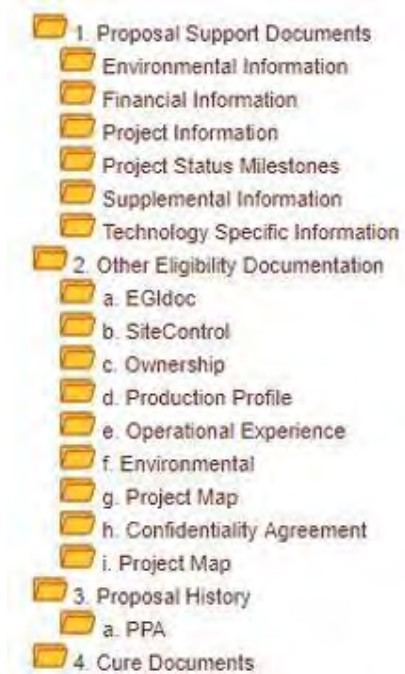 1. Proposal Support Documents
Environmental Information
Financial Information
Project Information
Project Status Milestones
Supplemental Information
Technology Specific Information
2. Other Eligibility Documentation
a. EGIdoc
b. SiteControl
c. Ownership
d. Production Profile
e. Operational Experience
f. Environmental
g. Project Map
h. Confidentiality Agreement
i. Project Map
3. Proposal History
a. PPA
4. Cure Documents